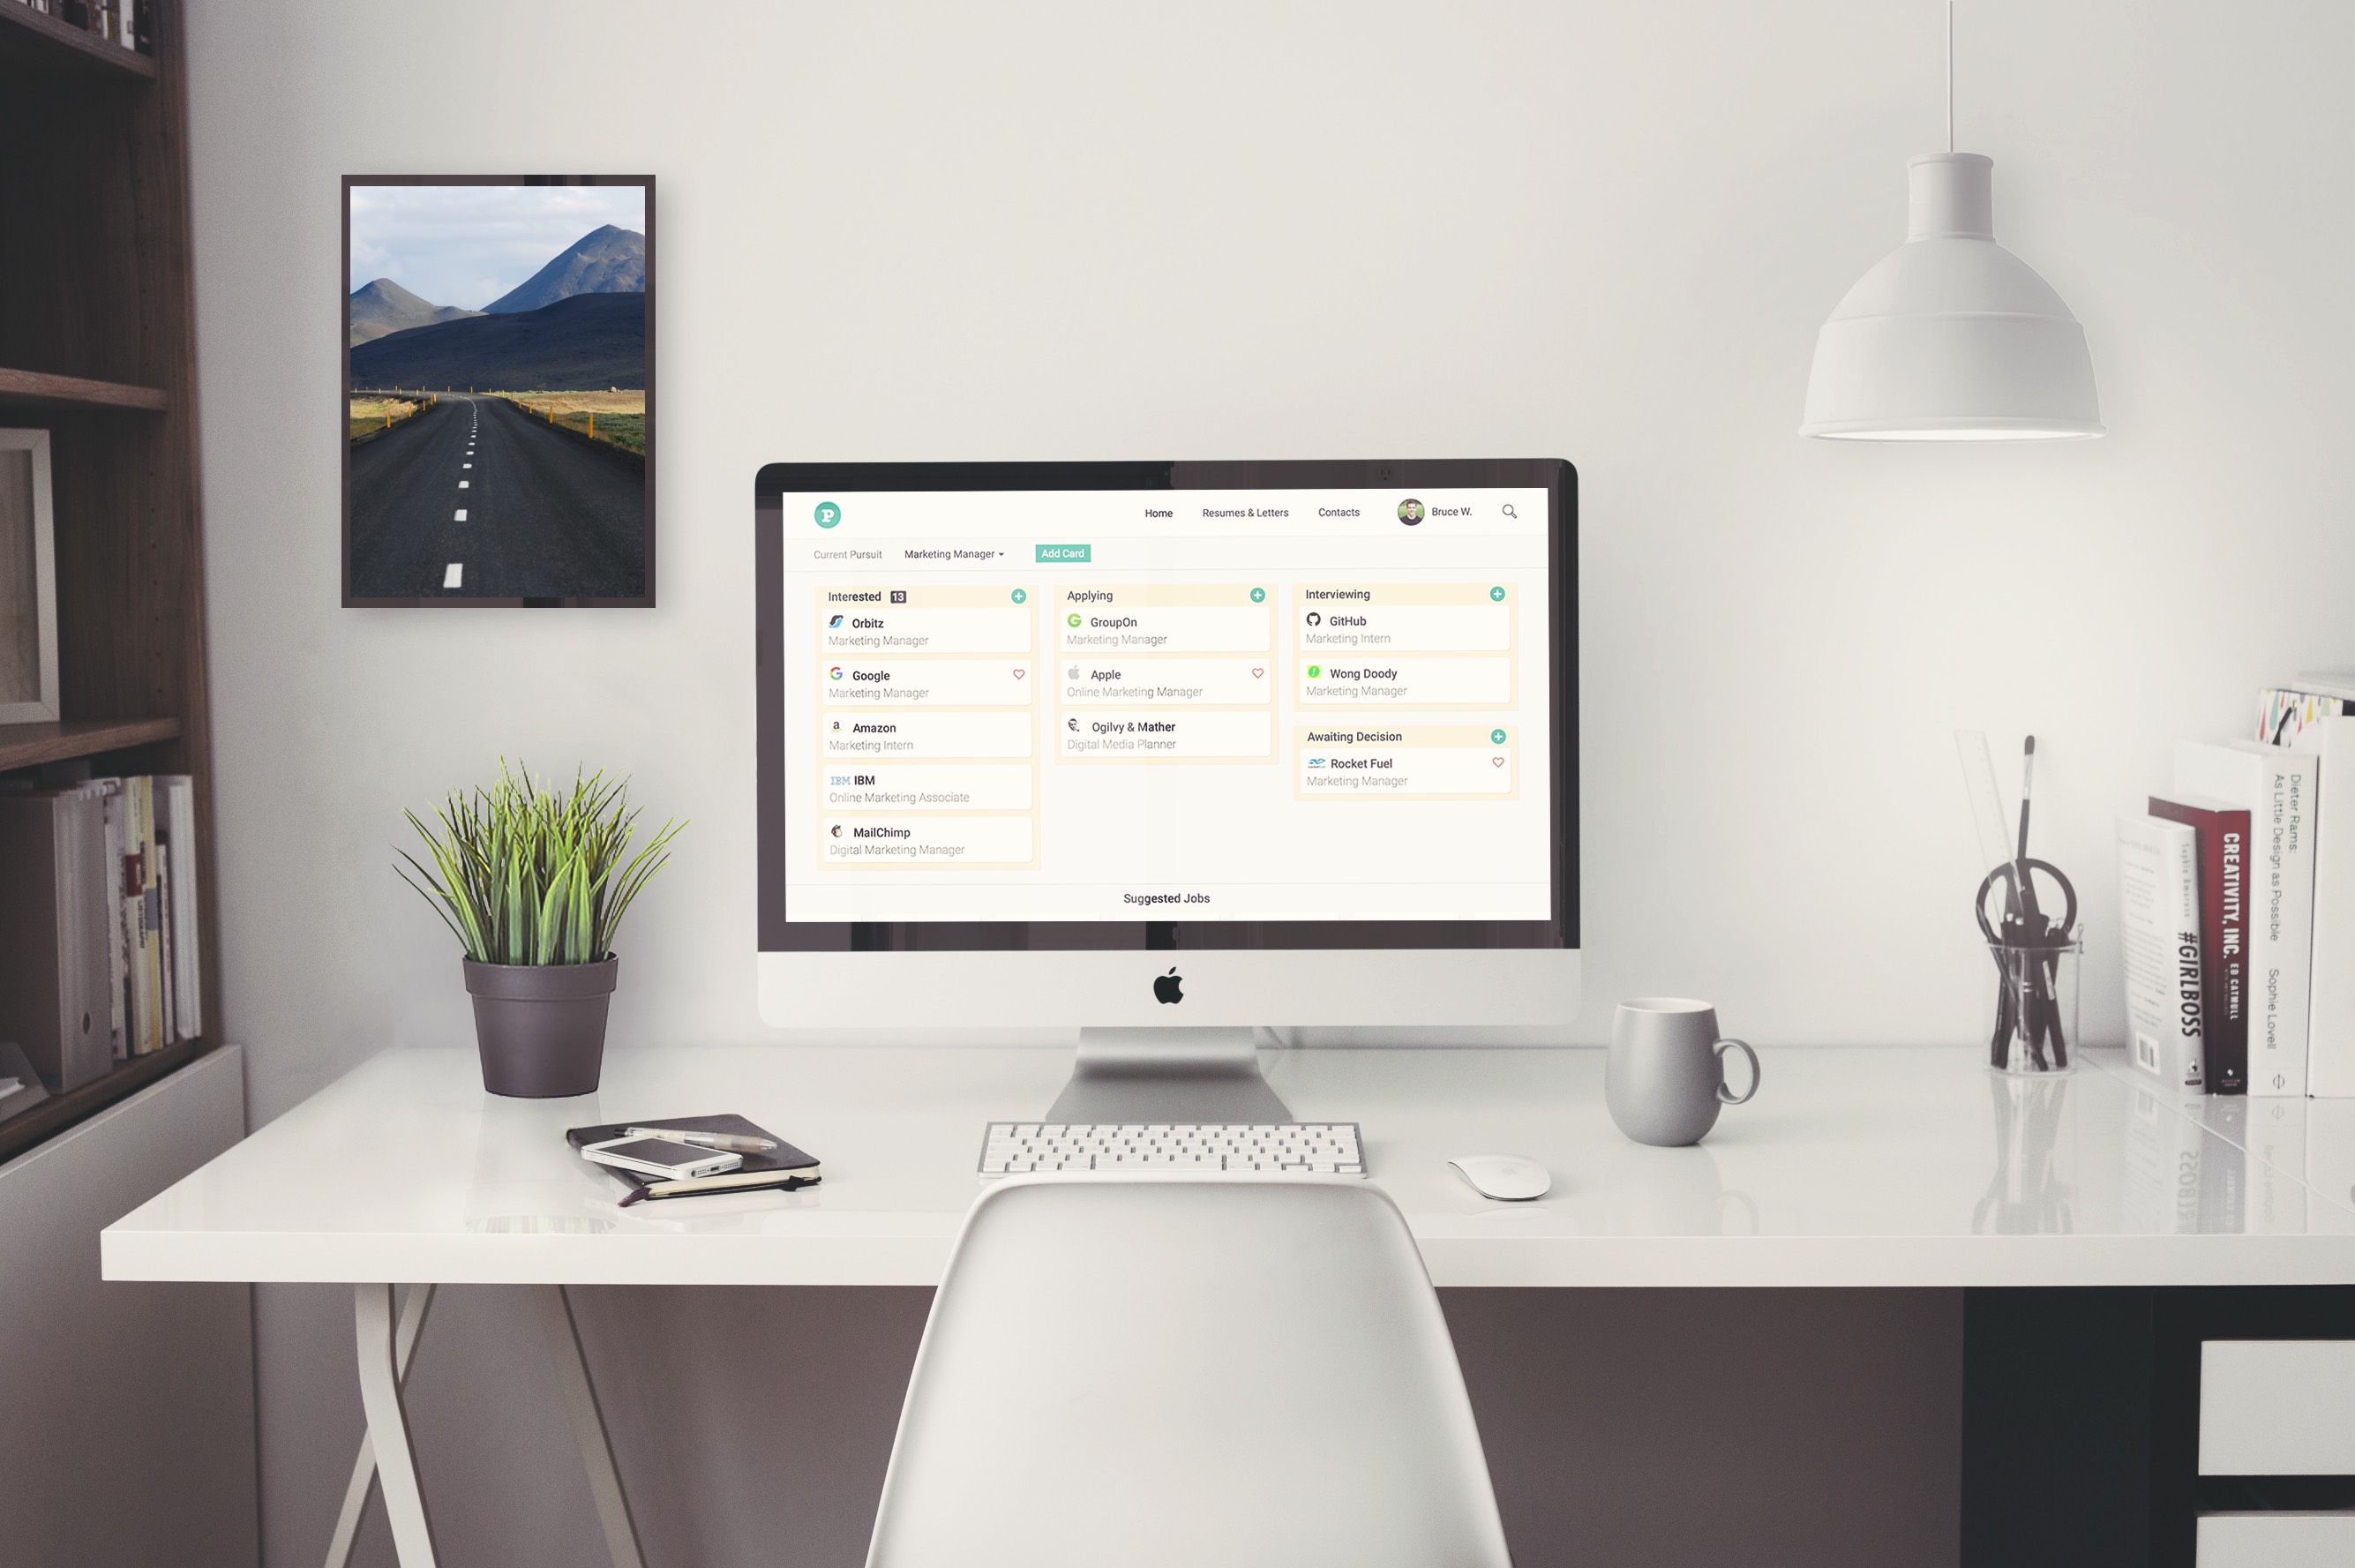 P
Home
Resumes & Letters
Contacts
Bruce W.
Current Pursuit
Marketing Manager
Add Card
Interested 13
Orbitz
Marketing Manager
Google
Marketing Manager
a Amazon
Marketing Intern
IBM IBM
Online Marketing Associate
MailChimp
Digital Marketing Manager
Applying
GroupOn
Marketing Manager
Apple
Online Marketing Manager
Ogilvy & Mather
Digital Media Planner
Interviewing
GitHub
Marketing Intern
Wong Doody
Marketing Manager
Awaiting Decision
Rocket Fuel
Marketing Manager
Suggested Jobs
Sophia Amoruso #GIRLBOSS
CREATIVITY, INC. ED CATMULL
Dieter Rams:
As Little Design as Possible Sophie Lovell